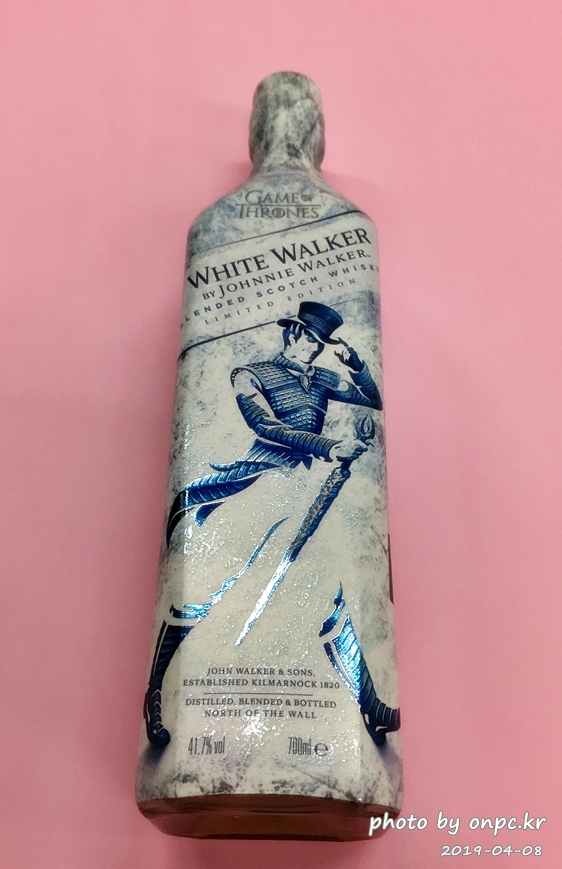 GAME OF
THRONES
WHITE WALKER
BY JOHNNIE WALKER
BLENDED SCOTCH WHISKY
LIMITED EDITION
JOHN WALKER & SONS,
ESTABLISHED KILMARNOCK 1820
DISTILLED, BLENDED & BOTTLED
NORTH OF THE WALL
41.7% vol 700ml e
photo by onpc.kr
2019-04-08